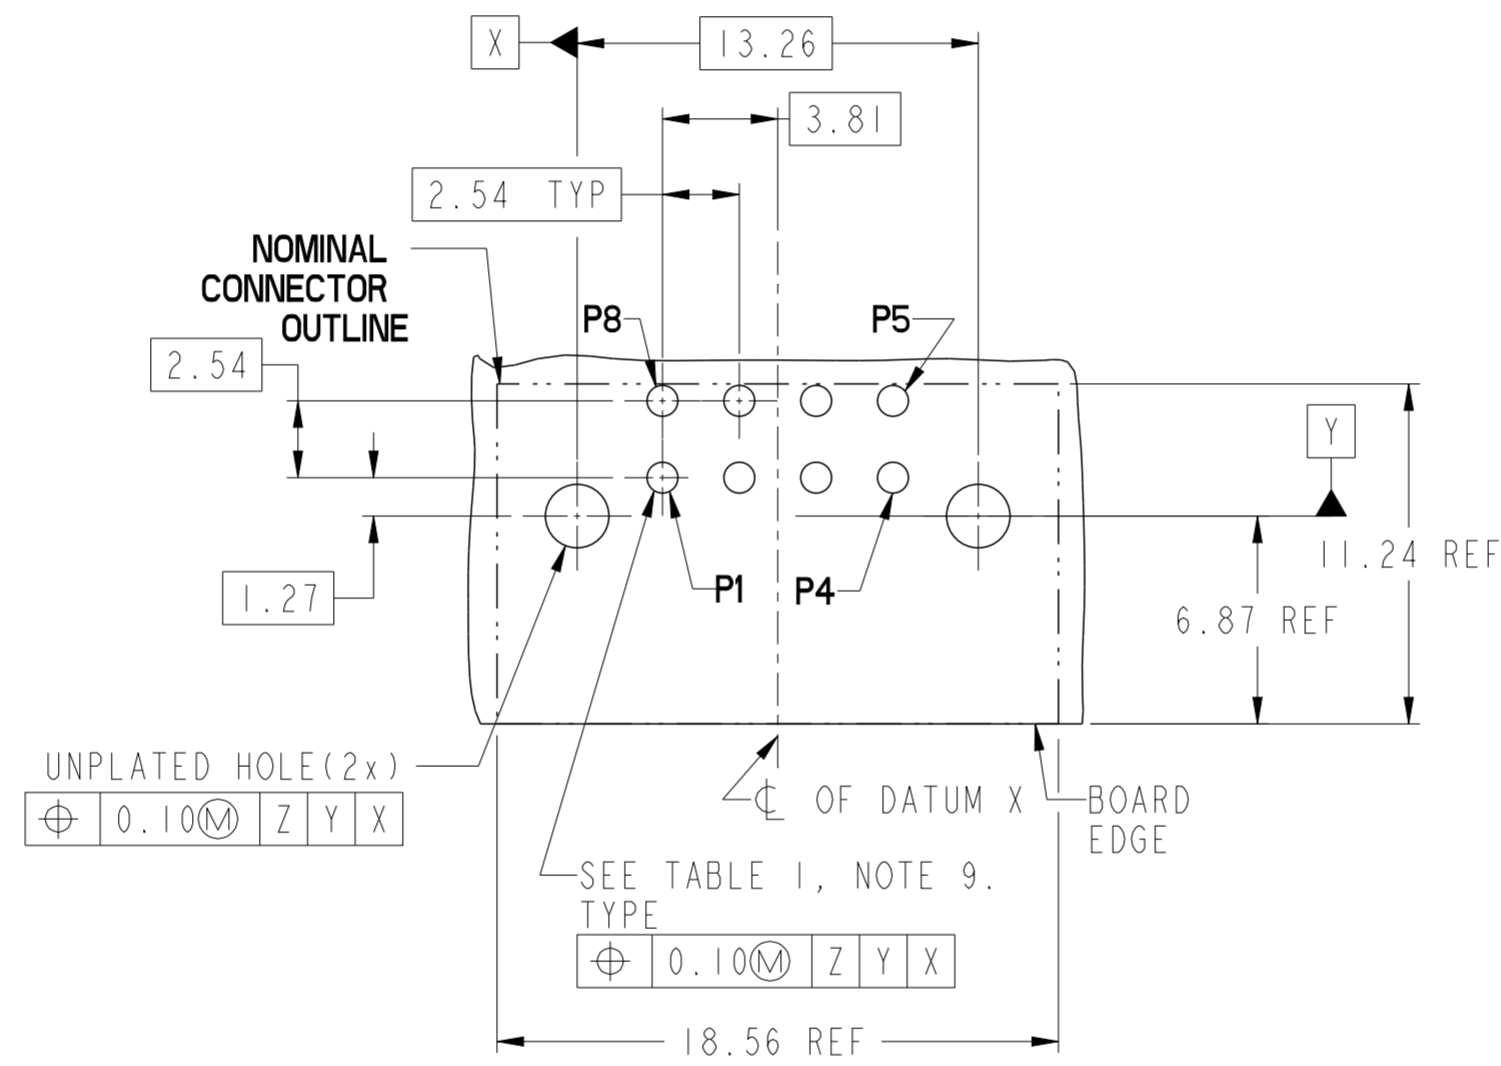 X
13.26
3.81
2.54 TYP
NOMINAL
CONNECTOR
OUTLINE
P8
P5
2.54
Y
11.24 REF
1.27
P1
P4
6.87 REF
UNPLATED HOLE(2x)
⌖ 0.10Ⓜ Z Y X
℄ OF DATUM X
BOARD
EDGE
SEE TABLE 1, NOTE 9.
TYPE
⌖ 0.10Ⓜ Z Y X
18.56 REF